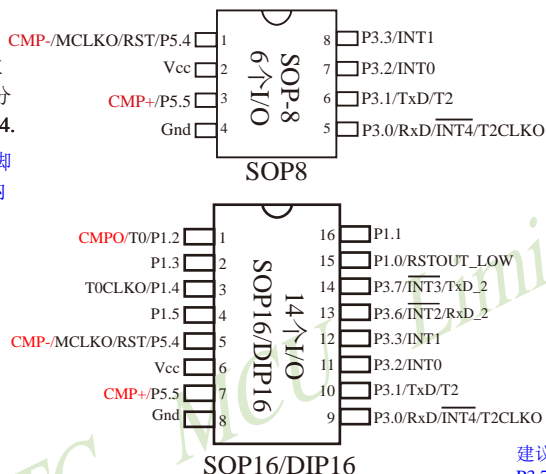 CMP-/MCLKO/RST/P5.4 1
Vcc 2
CMP+/P5.5 3
Gnd 4
SOP-8
6个I/O
8 P3.3/INT1
7 P3.2/INT0
6 P3.1/TxD/T2
5 P3.0/RxD/INT4/T2CLKO
SOP8
分
4.
脚
CMPO/T0/P1.2 1
P1.3 2
T0CLKO/P1.4 3
P1.5 4
CMP-/MCLKO/RST/P5.4 5
Vcc 6
CMP+/P5.5 7
Gnd 8
SOP16/DIP16
14个I/O
16 P1.1
15 P1.0/RSTOUT_LOW
14 P3.7/INT3/TxD_2
13 P3.6/INT2/RxD_2
12 P3.3/INT1
11 P3.2/INT0
10 P3.1/TxD/T2
9 P3.0/RxD/INT4/T2CLKO
SOP16/DIP16
MCU Limi
建议